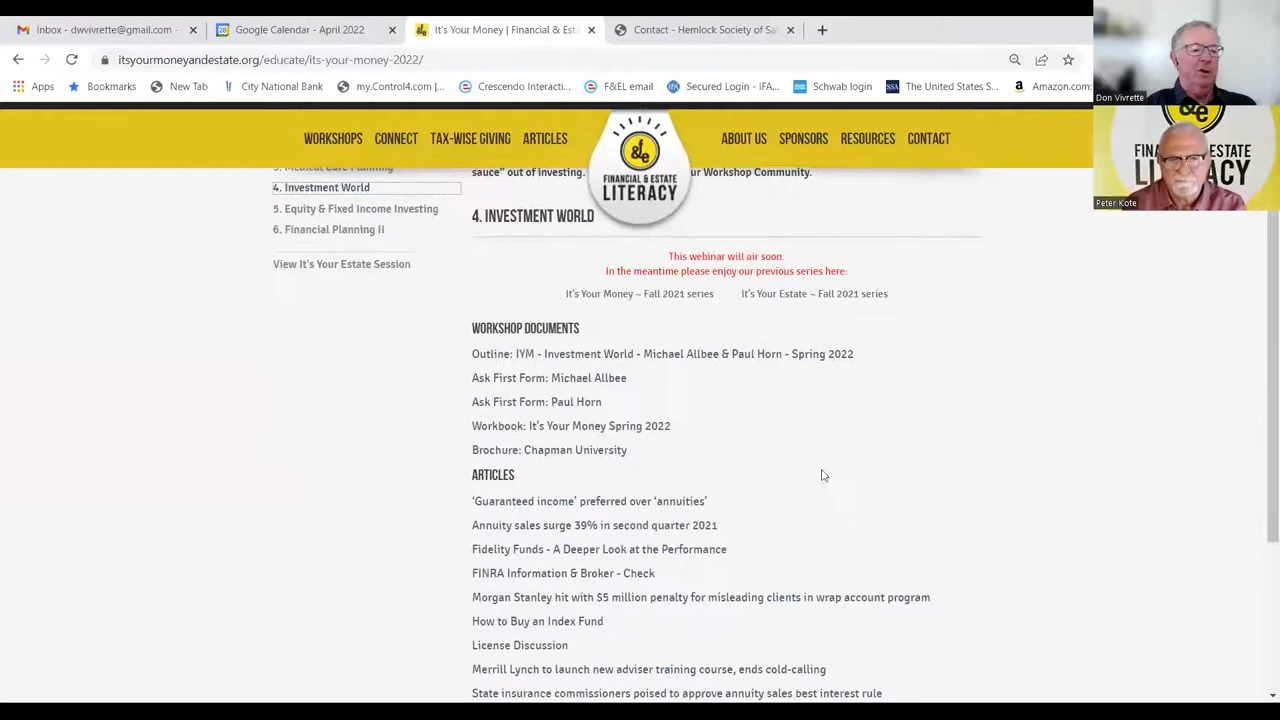 Inbox - dwvivrette@gmail.com -
Google Calendar - April 2022
It's Your Money | Financial & Est
Contact - Hemlock Society of Sa
itsyourmoneyandestate.org/educate/its-your-money-2022/
Apps
Bookmarks
New Tab
City National Bank
my.Control4.com
Crescendo Interacti...
F&EL email
Secured Login - IFA...
Schwab login
The United States S...
Amazon.com:
Don Vivrette
FINANCIAL & ESTATE
LITERACY
Peter Kote
WORKSHOPS
CONNECT
TAX-WISE GIVING
ARTICLES
f&e
FINANCIAL & ESTATE
LITERACY
ABOUT US
SPONSORS
RESOURCES
CONTACT
3. Medical Care Planning
4. Investment World
5. Equity & Fixed Income Investing
6. Financial Planning II
View It's Your Estate Session
sauce" out of investing.
ur Workshop Community.
4. INVESTMENT WORLD
This webinar will air soon.
In the meantime please enjoy our previous series here:
It's Your Money ~ Fall 2021 series
It's Your Estate ~ Fall 2021 series
WORKSHOP DOCUMENTS
Outline: IYM - Investment World - Michael Allbee & Paul Horn - Spring 2022
Ask First Form: Michael Allbee
Ask First Form: Paul Horn
Workbook: It's Your Money Spring 2022
Brochure: Chapman University
ARTICLES
'Guaranteed income' preferred over 'annuities'
Annuity sales surge 39% in second quarter 2021
Fidelity Funds - A Deeper Look at the Performance
FINRA Information & Broker - Check
Morgan Stanley hit with $5 million penalty for misleading clients in wrap account program
How to Buy an Index Fund
License Discussion
Merrill Lynch to launch new adviser training course, ends cold-calling
State insurance commissioners poised to approve annuity sales best interest rule